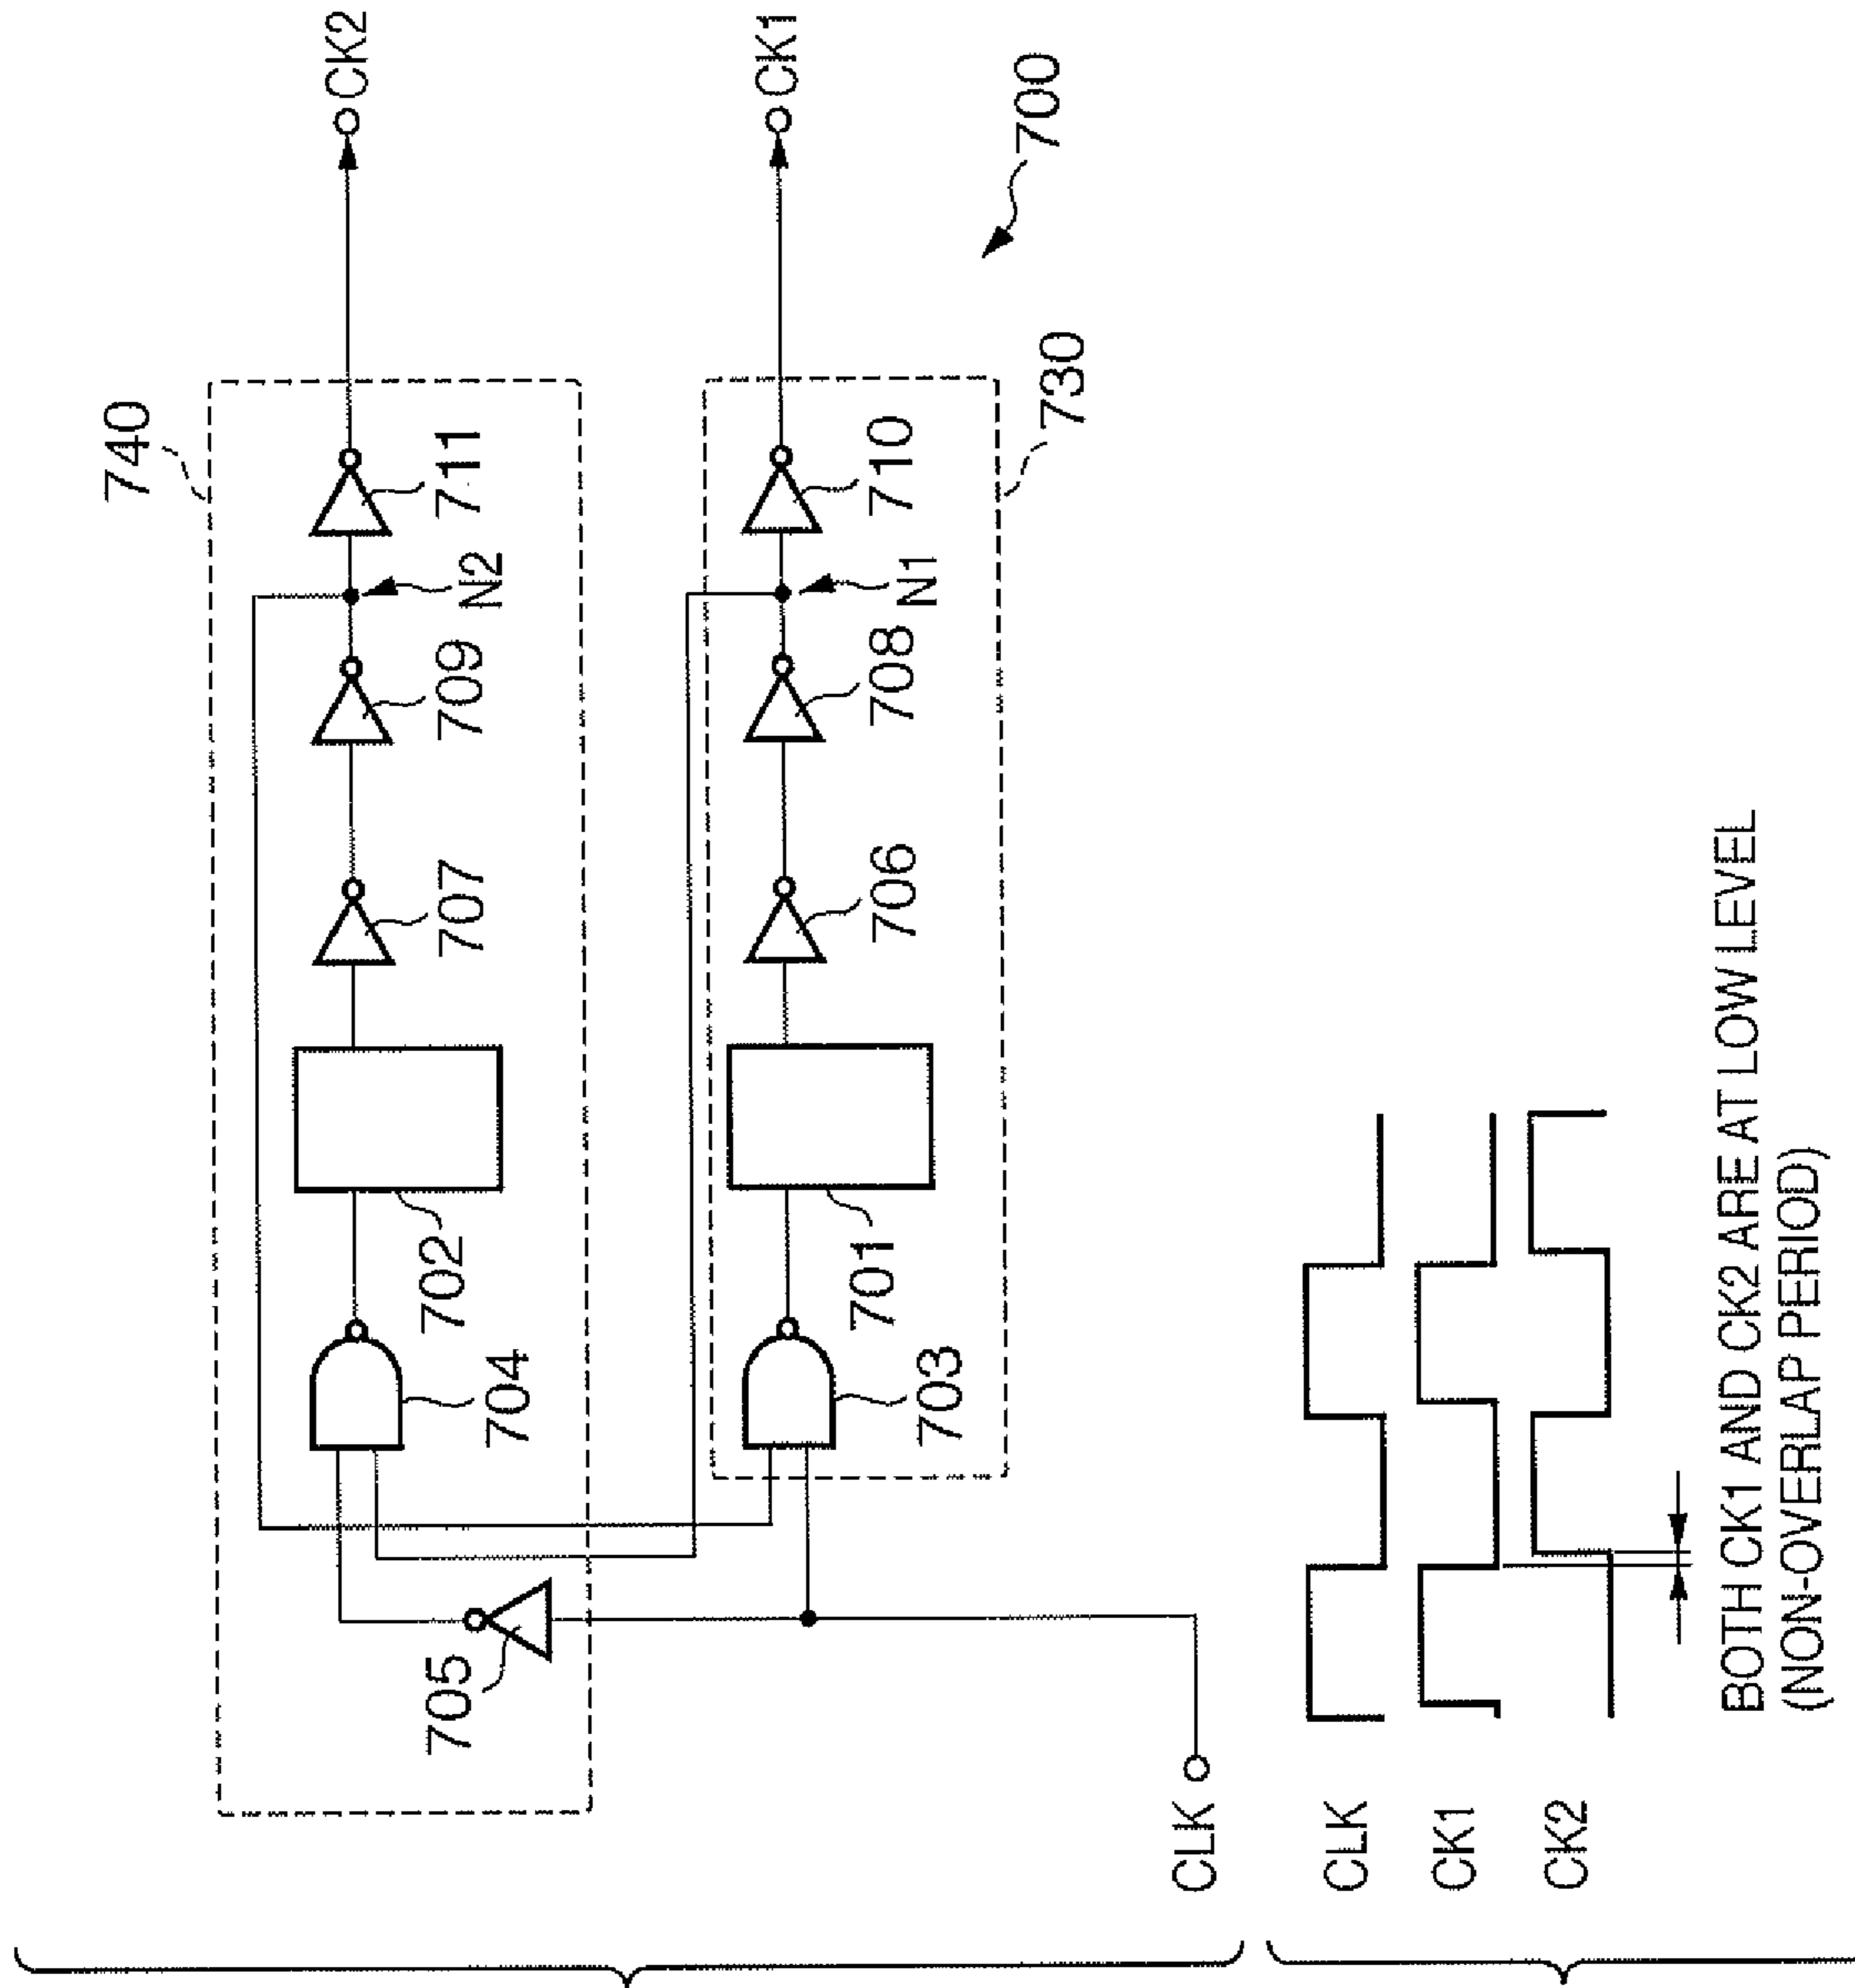 740
CK2
711
N2
709
707
702
704
705
CK1
700
710
730
N1
708
706
701
703
CLK
CLK
CK1
CK2
BOTH CK1 AND CK2 ARE AT LOW LEVEL
(NON-OVERLAP PERIOD)